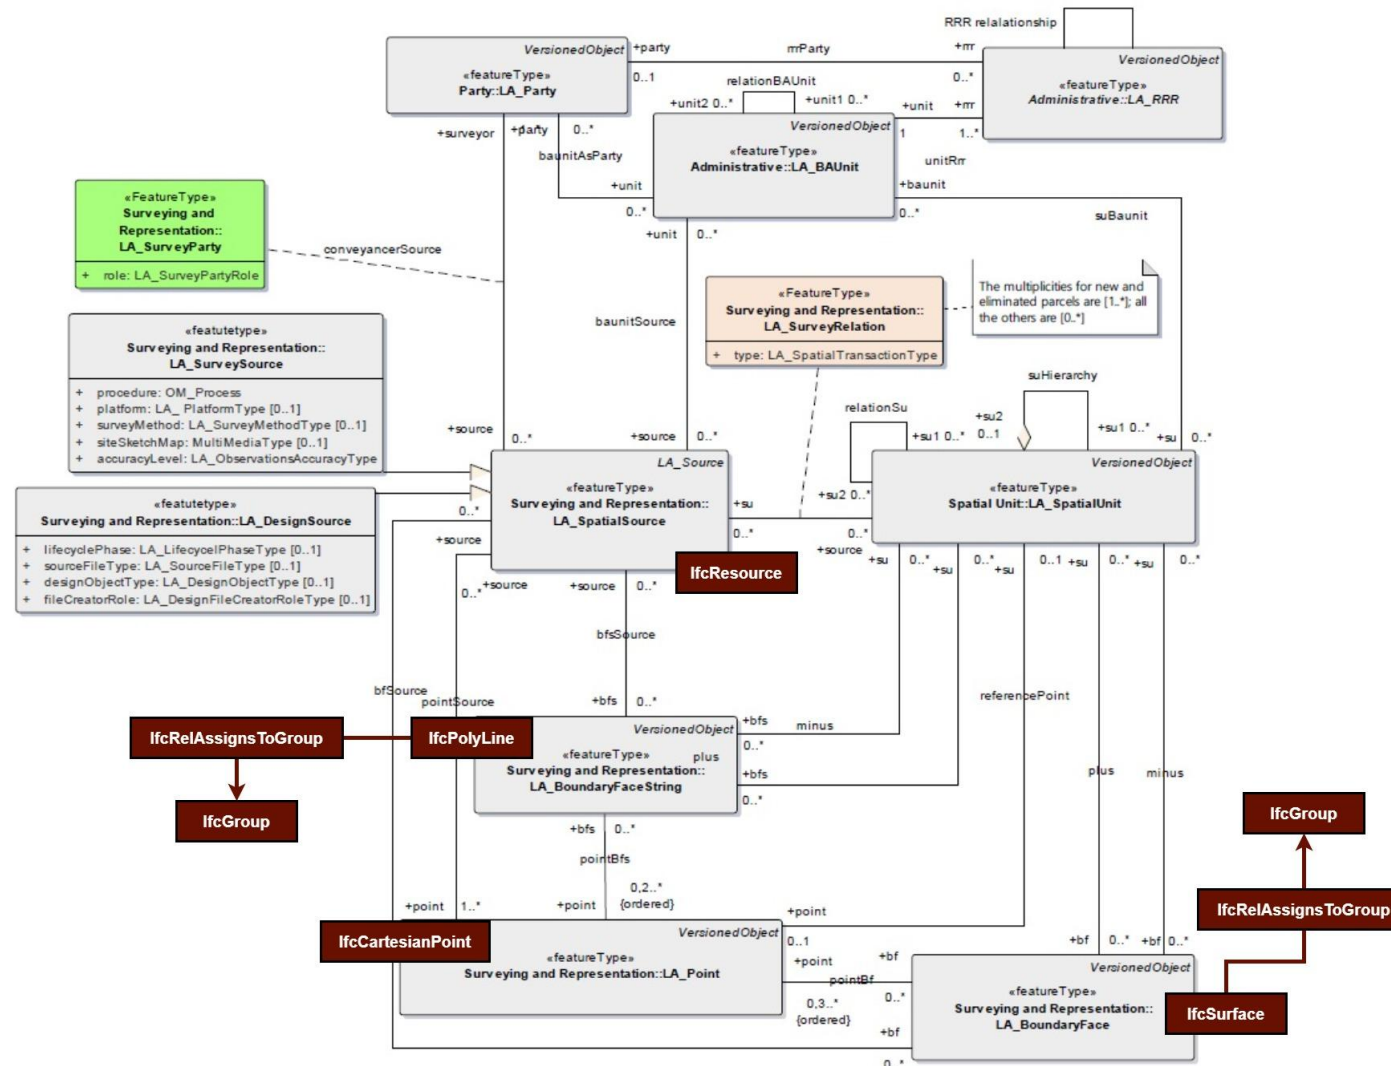 RRR relalationship
VersionedObject
«featureType»
Party::LA_Party
+party
rrrParty
+rrr
0..1
0..*
VersionedObject
«featureType»
Administrative::LA_RRR
relationBAUnit
+unit2 0..*
+unit1 0..*
+unit
+rrr
1
1..*
unitRrr
VersionedObject
«featureType»
Administrative::LA_BAUnit
+surveyor
+party
0..*
baunitAsParty
+unit
0..*
+baunit
0..*
suBaunit
+unit
0..*
«FeatureType»
Surveying and
Representation::
LA_SurveyParty
+ role: LA_SurveyPartyRole
conveyancerSource
«FeatureType»
Surveying and Representation::
LA_SurveyRelation
+ type: LA_SpatialTransactionType
The multiplicities for new and
eliminated parcels are [1..*]; all
the others are [0..*]
baunitSource
«featutetype»
Surveying and Representation::
LA_SurveySource
+ procedure: OM_Process
+ platform: LA_ PlatformType [0..1]
+ surveyMethod: LA_SurveyMethodType [0..1]
+ siteSketchMap: MultiMediaType [0..1]
+ accuracyLevel: LA_ObservationsAccuracyType
suHierarchy
relationSu
+su2
0..1
+su1 0..*
+su1 0..*
+su2 0..*
+su
0..*
+source
0..*
+source
0..*
LA_Source
«featureType»
Surveying and Representation::
LA_SpatialSource
IfcResource
+su
0..*
0..*
+source
VersionedObject
«featureType»
Spatial Unit::LA_SpatialUnit
«featutetype»
Surveying and Representation::LA_DesignSource
+ lifecyclePhase: LA_LifecycelPhaseType [0..1]
+ sourceFileType: LA_SourceFileType [0..1]
+ designObjectType: LA_DesignObjectType [0..1]
+ fileCreatorRole: LA_DesignFileCreatorRoleType [0..1]
0..*
+source
+source
0..*
+source
0..*
+su
0..*
+su
0..*
0..1
+su
0..*
+su
0..*
bfsSource
bfSource
pointSource
+bfs
0..*
referencePoint
IfcRelAssignsToGroup
IfcPolyLine
IfcGroup
VersionedObject
«featureType»
Surveying and Representation::
LA_BoundaryFaceString
plus
+bfs
0..*
minus
+bfs
0..*
plus
minus
+bfs
0..*
pointBfs
0,2..*
{ordered}
+point
1..*
+point
IfcCartesianPoint
VersionedObject
«featureType»
Surveying and Representation::LA_Point
+point
0..1
+point
+bf
pointBf
0,3..*
{ordered}
0..*
+bf
0..*
+bf
0..*
+bf
0..*
VersionedObject
«featureType»
Surveying and Representation::
LA_BoundaryFace
IfcGroup
IfcRelAssignsToGroup
IfcSurface